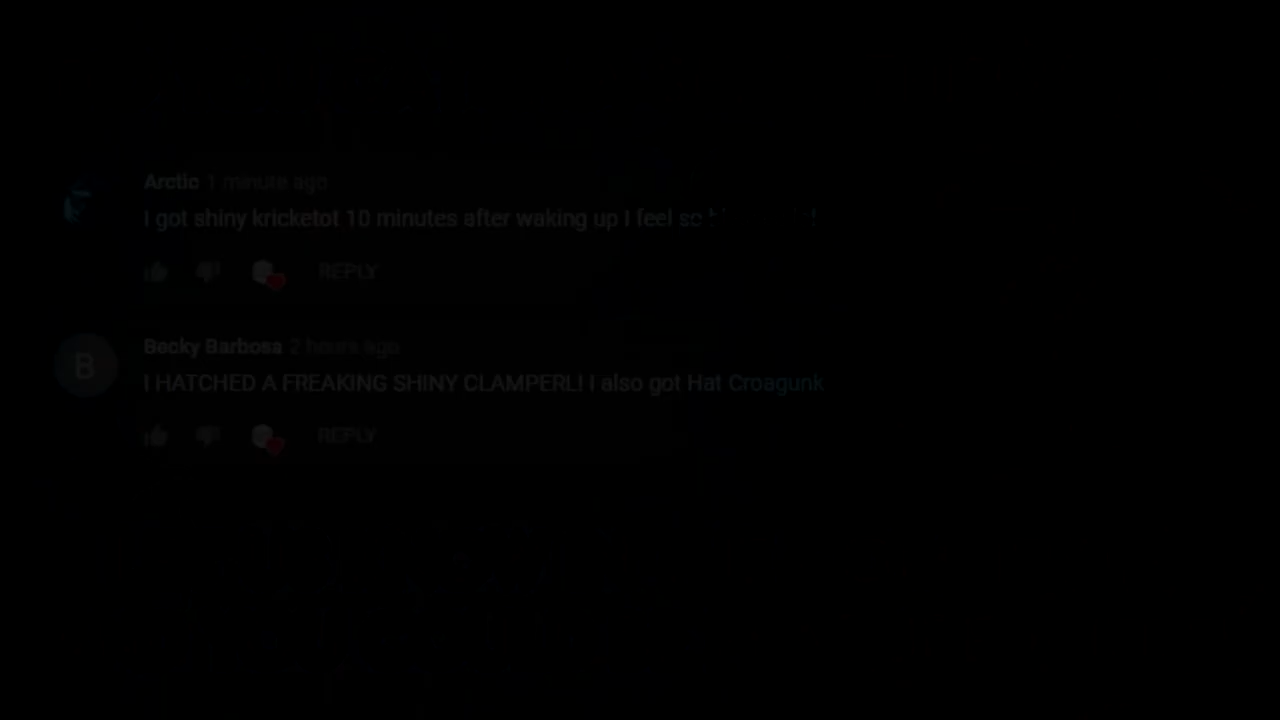 Arctic 1 minute ago
I got shiny kricketot 10 minutes after waking up I feel so
REPLY
B
Becky Barbosa 2 hours ago
I HATCHED A FREAKING SHINY CLAMPERL! I also got Hat Croagunk
REPLY